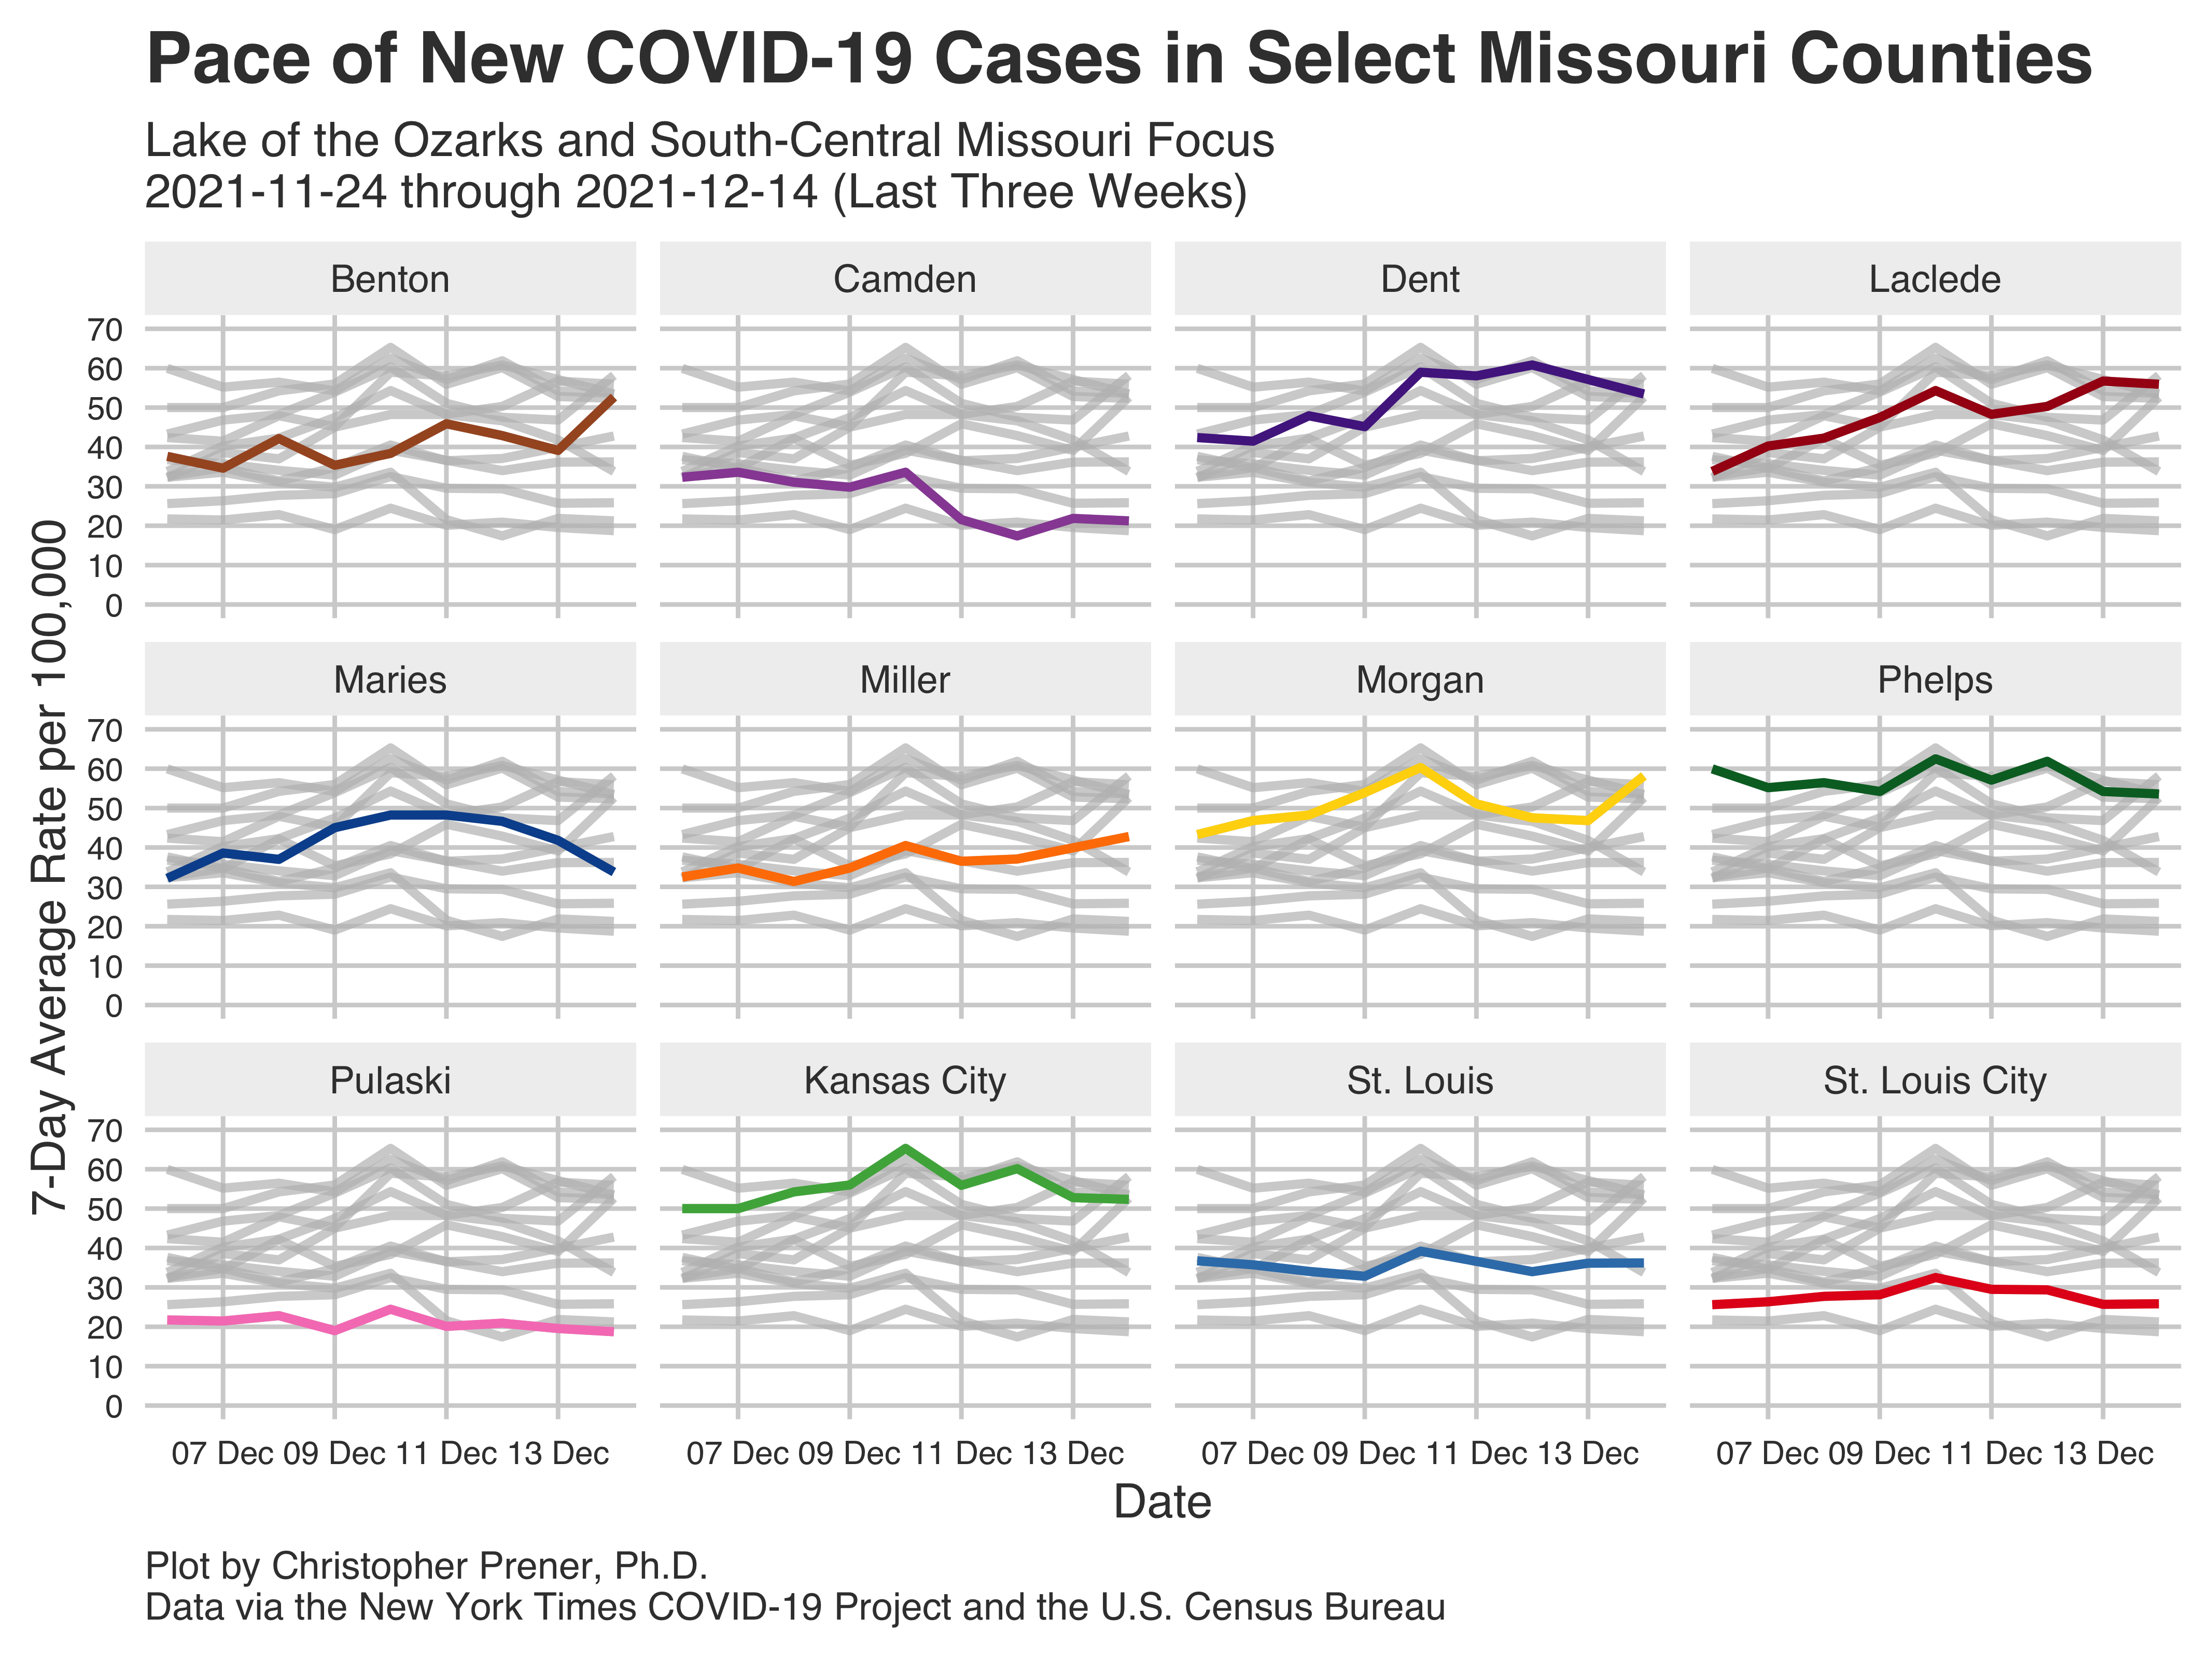 Pace of New COVID-19 Cases in Select Missouri Counties
Lake of the Ozarks and South-Central Missouri Focus
2021-11-24 through 2021-12-14 (Last Three Weeks)
7-Day Average Rate per 100,000
Benton Camden Dent Laclede
70
60
50
40
30
20
10
0
Maries Miller Morgan Phelps
70
60
50
40
30
20
10
0
Pulaski Kansas City St. Louis St. Louis City
70
60
50
40
30
20
10
0
07 Dec 09 Dec 11 Dec 13 Dec 07 Dec 09 Dec 11 Dec 13 Dec 07 Dec 09 Dec 11 Dec 13 Dec 07 Dec 09 Dec 11 Dec 13 Dec
Date
Plot by Christopher Prener, Ph.D.
Data via the New York Times COVID-19 Project and the U.S. Census Bureau